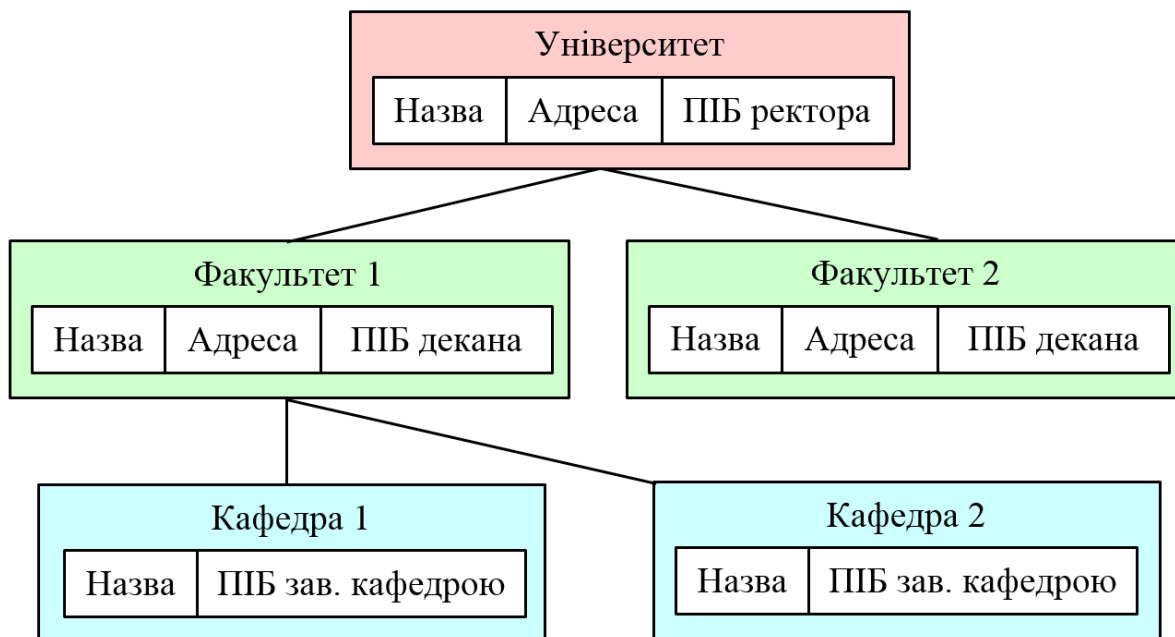 Університет
Назва Адреса ПІБ ректора
Факультет 1
Назва Адреса ПІБ декана
Факультет 2
Назва Адреса ПІБ декана
Кафедра 1
Назва ПІБ зав. кафедрою
Кафедра 2
Назва ПІБ зав. кафедрою